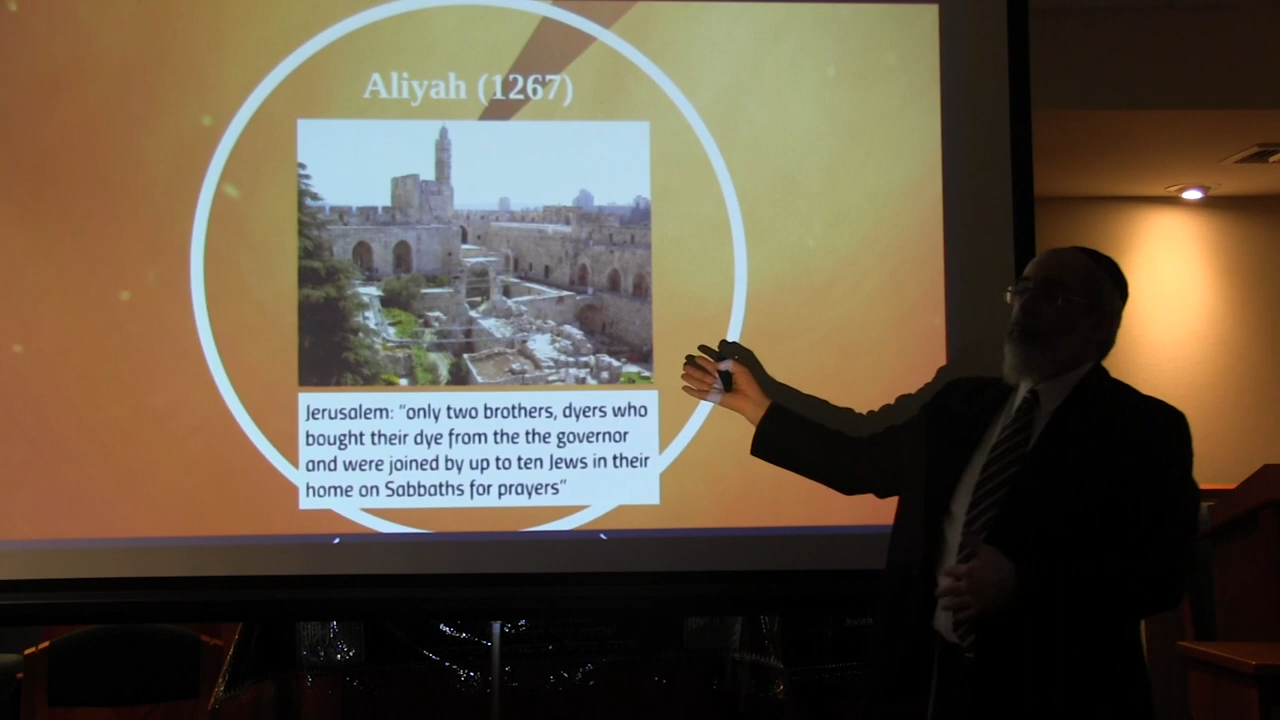 Aliyah (1267)
Jerusalem: "only two brothers, dyers who
bought their dye from the the governor
and were joined by up to ten Jews in their
home on Sabbaths for prayers"